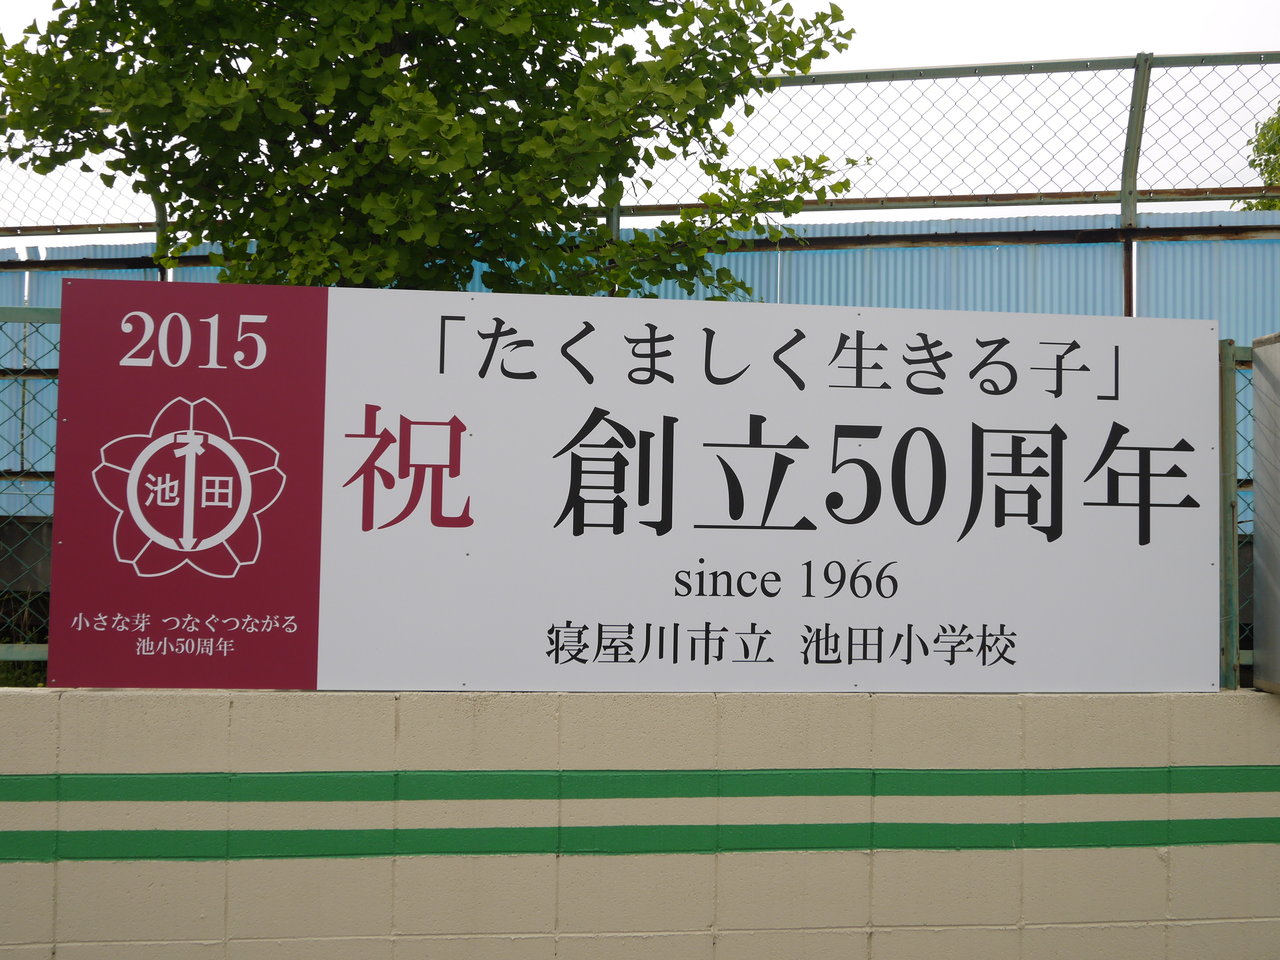 2015
池 田
小さな芽 つなぐつながる
池小50周年
「たくましく生きる子」
祝 創立50周年
since 1966
寝屋川市立 池田小学校